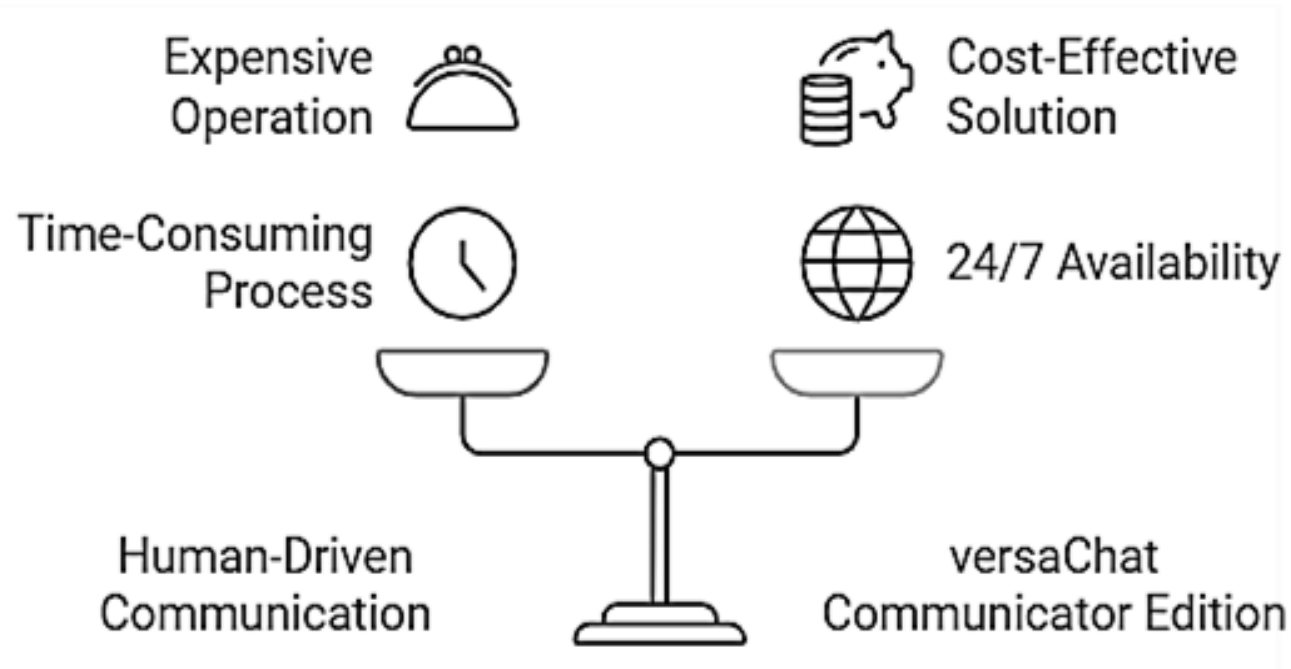 Expensive
Operation
Cost-Effective
Solution
Time-Consuming
Process
24/7 Availability
Human-Driven
Communication
versaChat
Communicator Edition